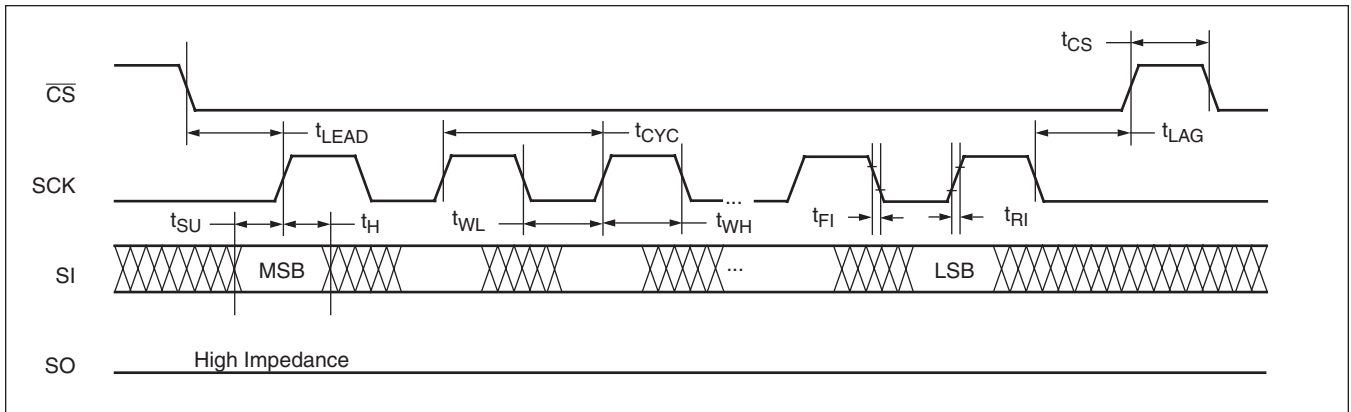 tCS
CS
tLEAD
tCYC
tLAG
SCK
...
tSU
tH
tWL
tWH
tFI
tRI
SI
MSB
...
LSB
SO
High Impedance